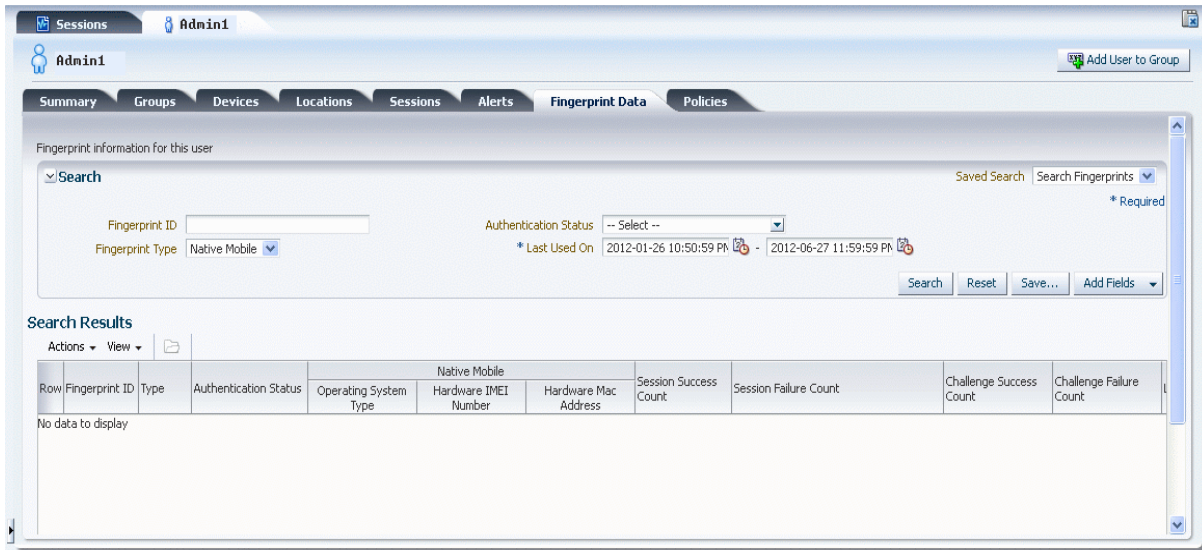 Sessions Admin1
Admin1 Add User to Group
Summary Groups Devices Locations Sessions Alerts Fingerprint Data Policies
Fingerprint information for this user
Search Saved Search Search Fingerprints
* Required
Fingerprint ID Authentication Status -- Select --
Fingerprint Type Native Mobile * Last Used On 2012-01-26 10:50:59 PM - 2012-06-27 11:59:59 PM
Search Reset Save... Add Fields
Search Results
Actions View
Row Fingerprint ID Type Authentication Status Native Mobile Session Success Count Session Failure Count Challenge Success Count Challenge Failure Count L
Operating System Type Hardware IMEI Number Hardware Mac Address
No data to display